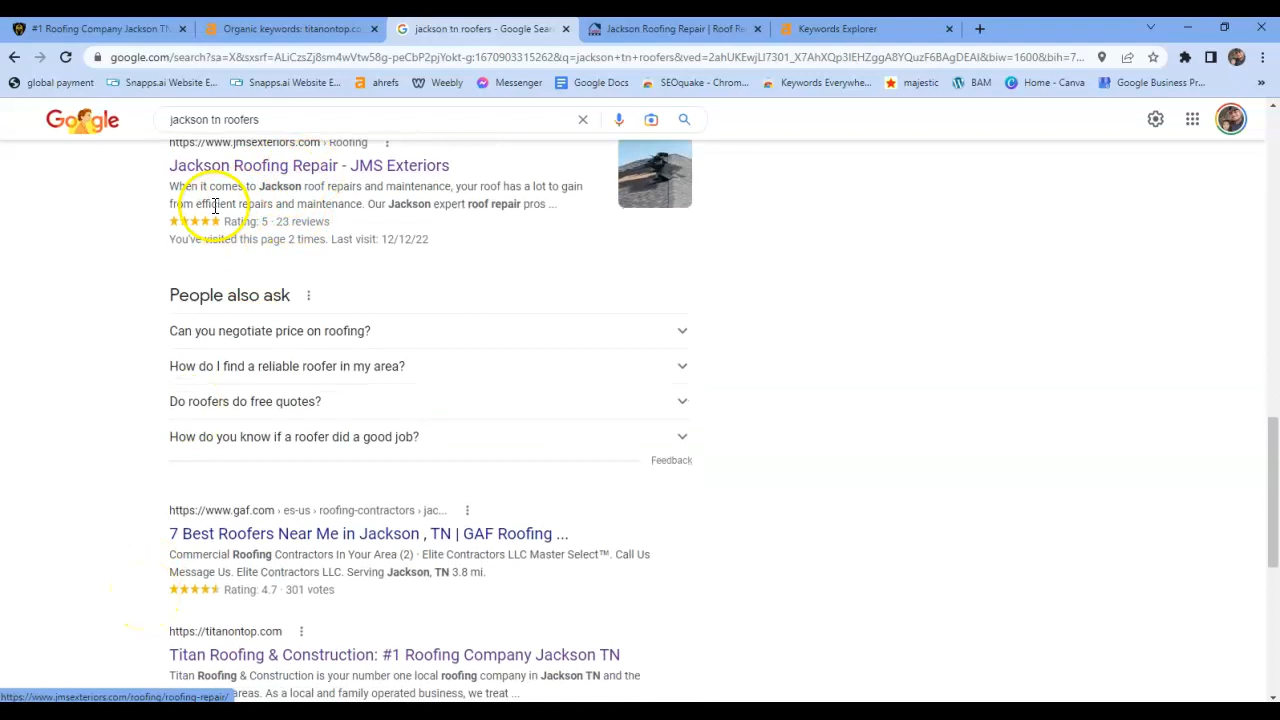 #1 Roofing Company Jackson TN
Organic keywords: titanontop.co
jackson tn roofers - Google Sear
Jackson Roofing Repair | Roof Re
Keywords Explorer
google.com/search?sa=X&sxsrf=
global payment
Snapps.ai Website E...
Snapps.ai Website E...
ahrefs
Weebly
Messenger
Google Docs
SEOquake - Chrom...
Keywords Everywhe...
majestic
BAM
Home - Canva
Google Business Pr...
jackson tn roofers
https://www.jmsexteriors.com › Roofing
Jackson Roofing Repair - JMS Exteriors
When it comes to Jackson roof repairs and maintenance, your roof has a lot to gain
from efficient repairs and maintenance. Our Jackson expert roof repair pros ...
Rating: 5 · 23 reviews
You've visited this page 2 times. Last visit: 12/12/22
People also ask
Can you negotiate price on roofing?
How do I find a reliable roofer in my area?
Do roofers do free quotes?
How do you know if a roofer did a good job?
Feedback
https://www.gaf.com › es-us › roofing-contractors › jac...
7 Best Roofers Near Me in Jackson , TN | GAF Roofing ...
Commercial Roofing Contractors In Your Area (2) · Elite Contractors LLC Master Select™. Call Us
Message Us. Elite Contractors LLC. Serving Jackson, TN 3.8 mi.
Rating: 4.7 · 301 votes
https://titanontop.com
Titan Roofing & Construction: #1 Roofing Company Jackson TN
Titan Roofing & Construction is your number one local roofing company in Jackson TN and the
areas. As a local and family operated business, we treat ...
https://www.jmsexteriors.com/roofing/roofing-repair/